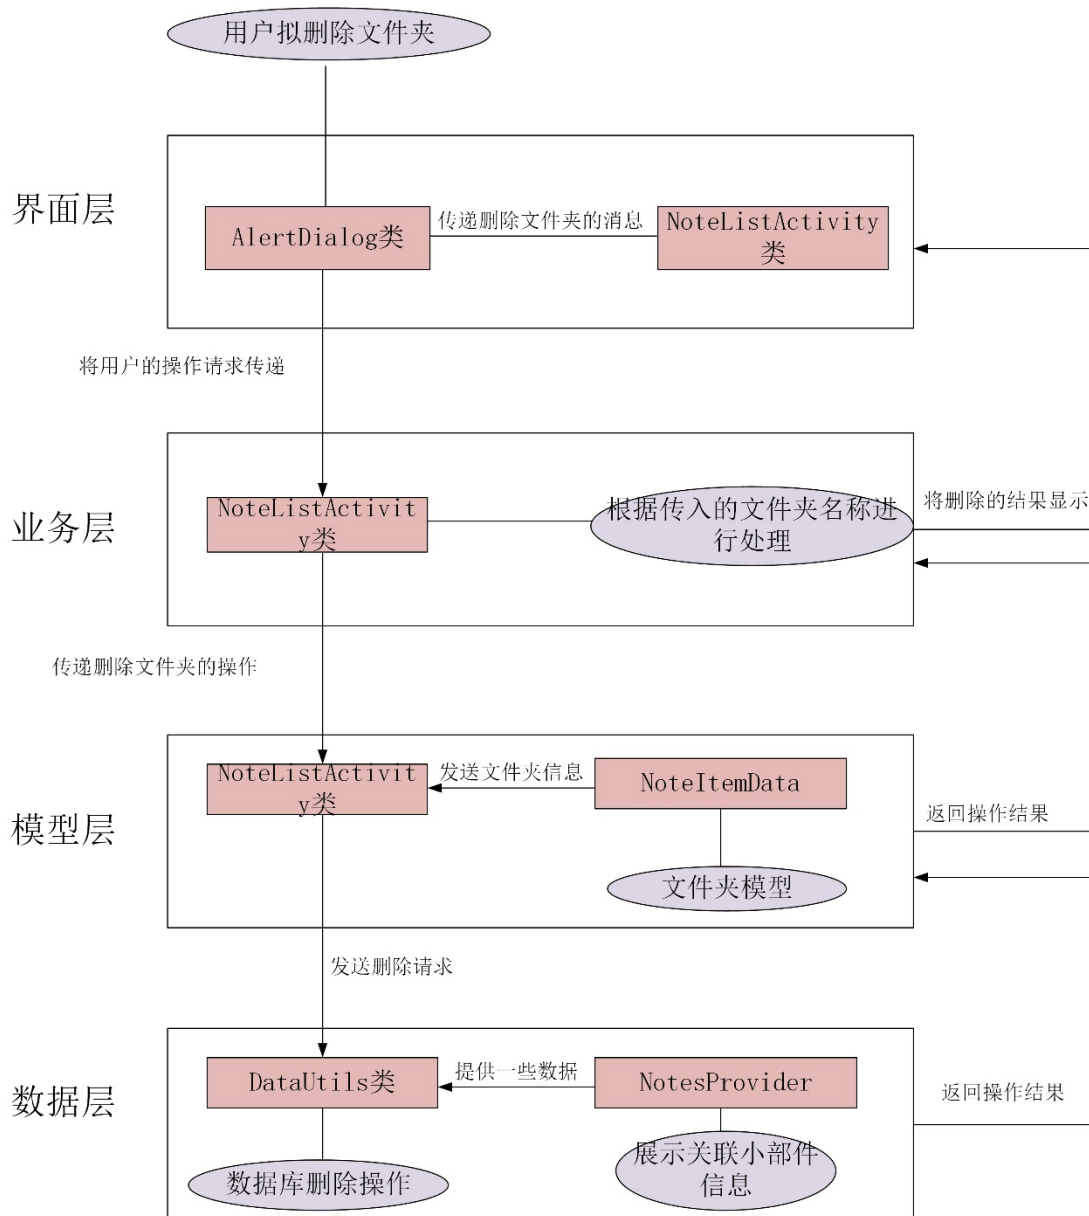 用户拟删除文件夹
界面层
AlertDialog类
传递删除文件夹的消息
NoteListActivity
类
将用户的操作请求传递
业务层
NoteListActivit
y类
根据传入的文件夹名称进
行处理
将删除的结果显示
传递删除文件夹的操作
模型层
NoteListActivit
y类
发送文件夹信息
NoteItemData
文件夹模型
返回操作结果
发送删除请求
数据层
DataUtils类
提供一些数据
NotesProvider
返回操作结果
数据库删除操作
展示关联小部件
信息